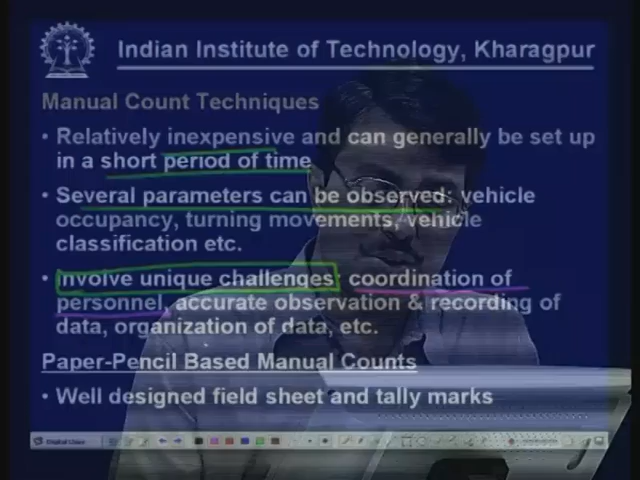 Indian Institute of Technology, Kharagpur
Manual Count Techniques
• Relatively inexpensive and can generally be set up
in a short period of time
• Several parameters can be observed: vehicle
occupancy, turning movements, vehicle
classification etc.
• Involve unique challenges: coordination of
personnel, accurate observation & recording of
data, organization of data, etc.
Paper-Pencil Based Manual Counts
• Well designed field sheet and tally marks